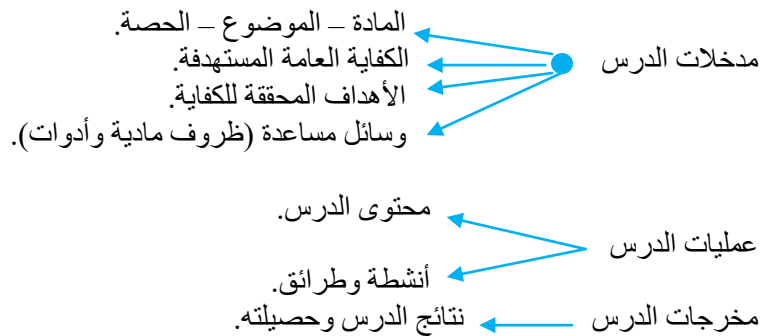 المادة – الموضوع – الحصة.
مدخلات الدرس
الكفاية العامة المستهدفة.
الأهداف المحققة للكفاية.
وسائل مساعدة (ظروف مادية وأدوات).
عمليات الدرس
محتوى الدرس.
أنشطة وطرائق.
مخرجات الدرس
نتائج الدرس وحصيلته.